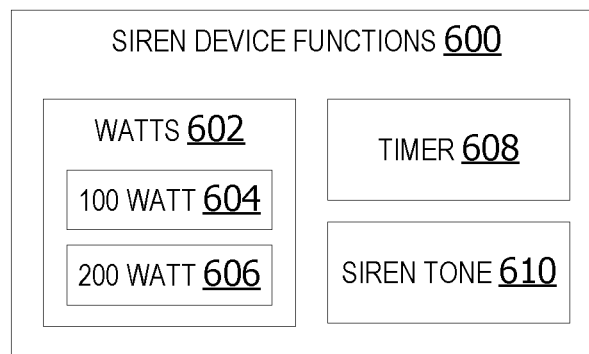 SIREN DEVICE FUNCTIONS 600
WATTS 602
100 WATT 604
200 WATT 606
TIMER 608
SIREN TONE 610